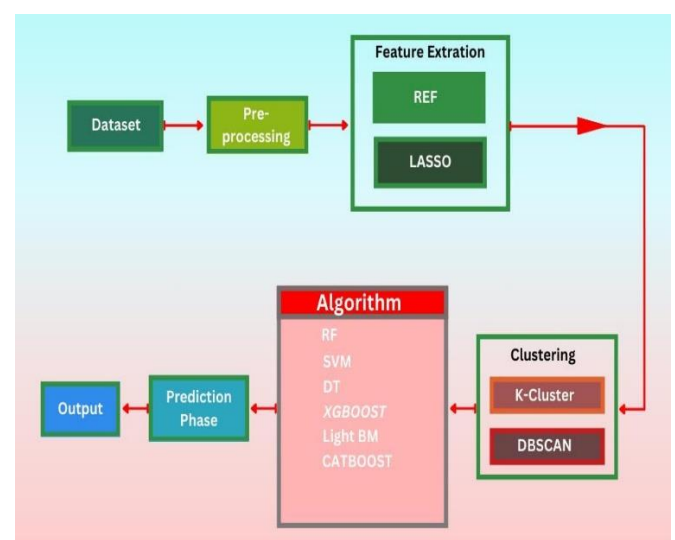 Feature Extration
REF
Dataset
Pre-
processing
LASSO
Algorithm
RF
SVM
DT
XGBOOST
Light BM
CATBOOST
Clustering
K-Cluster
DBSCAN
Prediction
Phase
Output